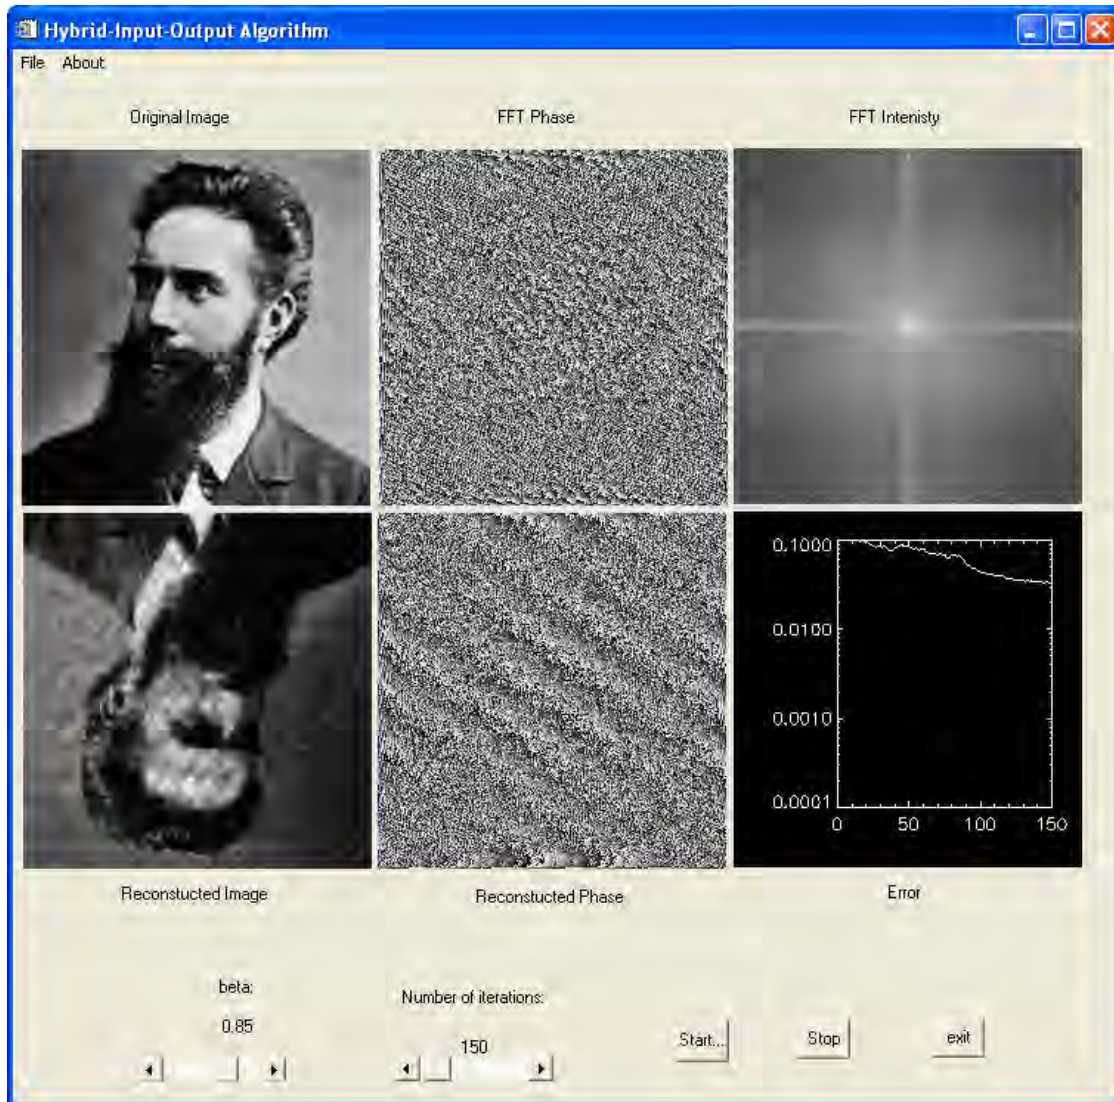 Hybrid-Input-Output Algorithm
File About
Original Image
FFT Phase
FFT Intenisty
0.1000
0.0100
0.0010
0.0001
0 50 100 150
Reconstucted Image
Reconstucted Phase
Error
beta:
0.85
Number of iterations:
150
Start...
Stop
exit